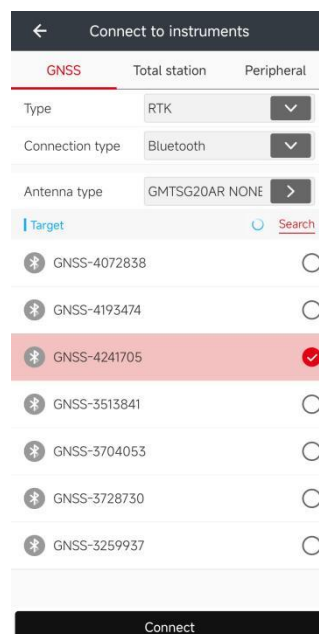 Connect to instruments
GNSS Total station Peripheral
Type RTK
Connection type Bluetooth
Antenna type GMTSG20AR NONE
Target Search
GNSS-4072838
GNSS-4193474
GNSS-4241705
GNSS-3513841
GNSS-3704053
GNSS-3728730
GNSS-3259937
Connect